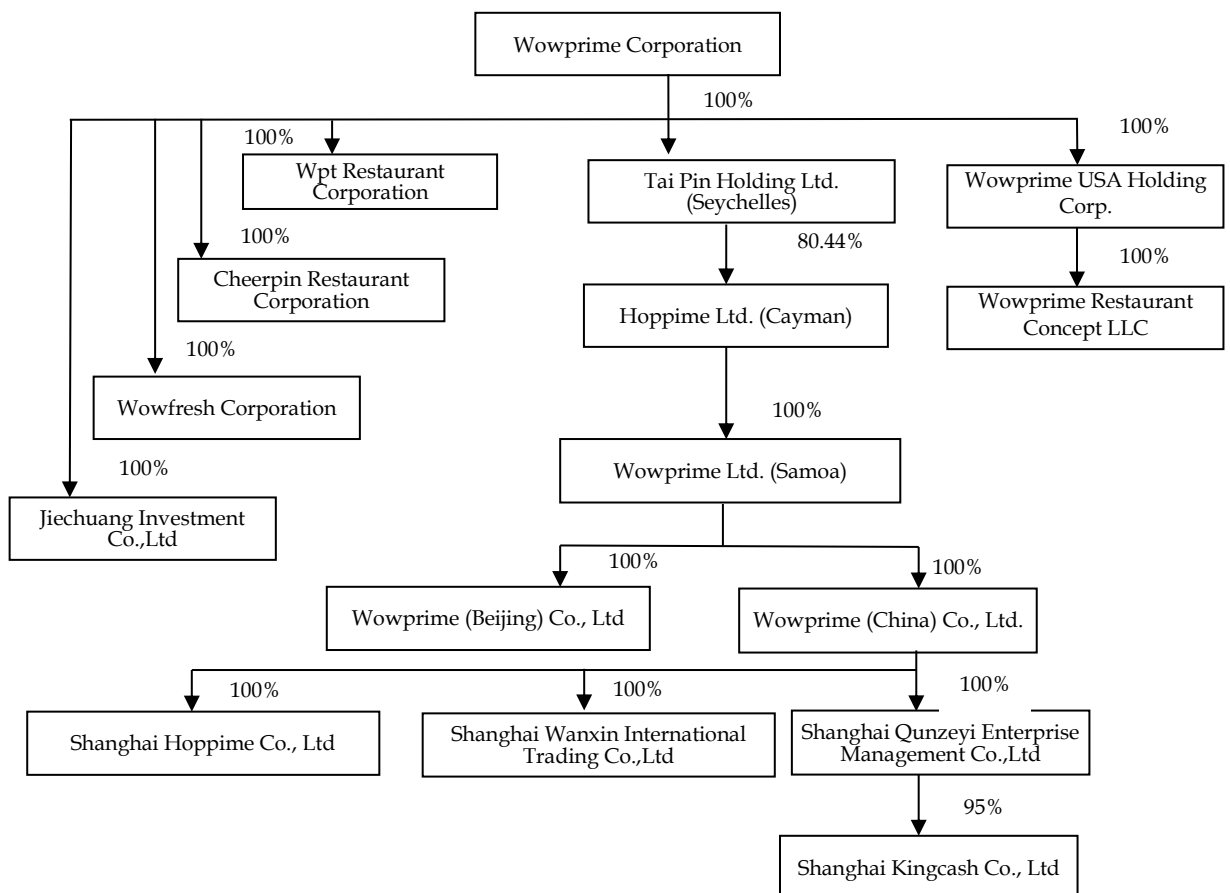 Wowprime Corporation
100%
100%
100%
Wpt Restaurant
Corporation
Tai Pin Holding Ltd.
(Seychelles)
Wowprime USA Holding
Corp.
100%
80.44%
100%
Cheerpin Restaurant
Corporation
Hoppime Ltd. (Cayman)
Wowprime Restaurant
Concept LLC
100%
Wowfresh Corporation
100%
Wowprime Ltd. (Samoa)
100%
Jiechuang Investment
Co.,Ltd
100%
100%
Wowprime (Beijing) Co., Ltd
Wowprime (China) Co., Ltd.
100%
100%
100%
Shanghai Hoppime Co., Ltd
Shanghai Wanxin International
Trading Co.,Ltd
Shanghai Qunzeyi Enterprise
Management Co.,Ltd
95%
Shanghai Kingcash Co., Ltd